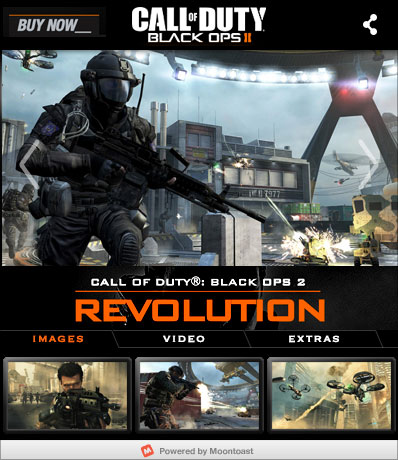 BUY NOW__
CALL OF DUTY
BLACK OPS II
CALL OF DUTY®: BLACK OPS 2
REVOLUTION
IMAGES
VIDEO
EXTRAS
M Powered by Moontoast